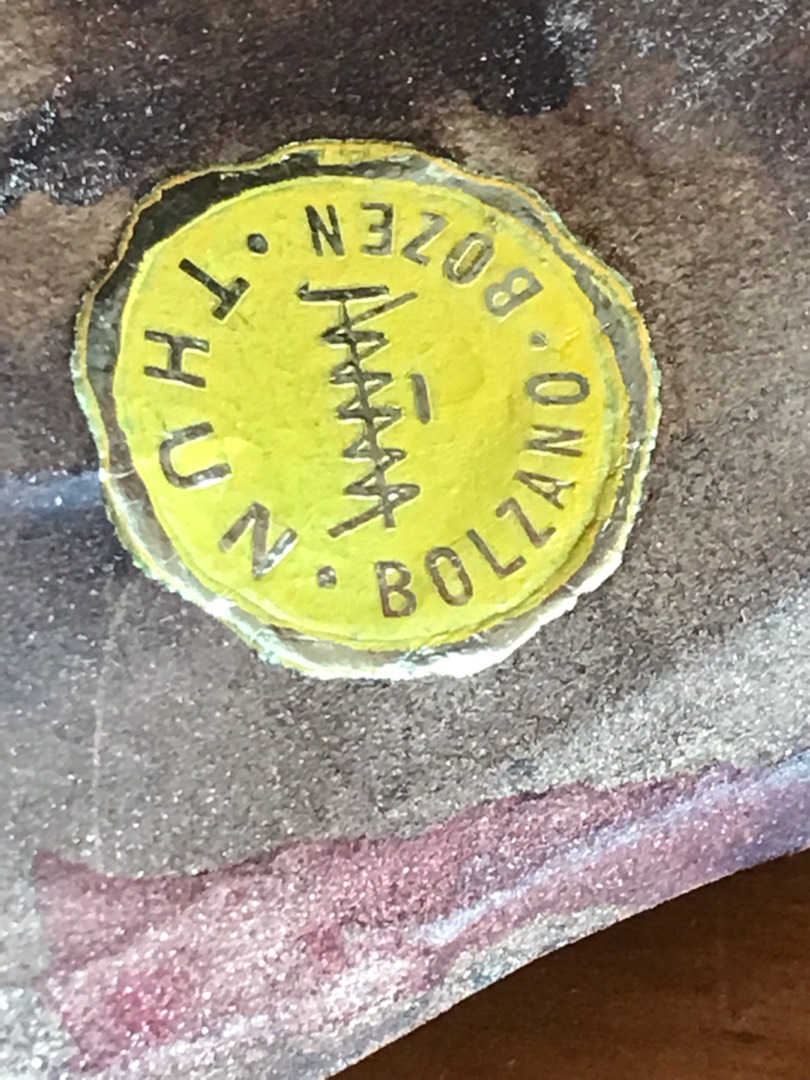 THUN · BOLZANO · BOZEN ·